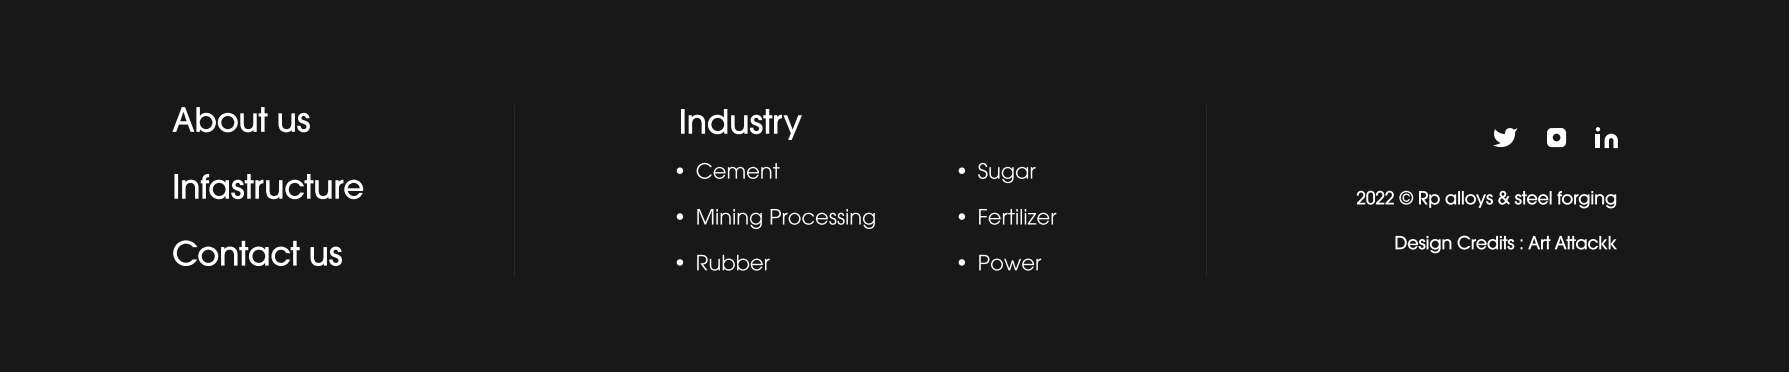 About us
Infastructure
Contact us
Industry
• Cement
• Mining Processing
• Rubber
• Sugar
• Fertilizer
• Power
2022 © Rp alloys & steel forging
Design Credits : Art Attackk